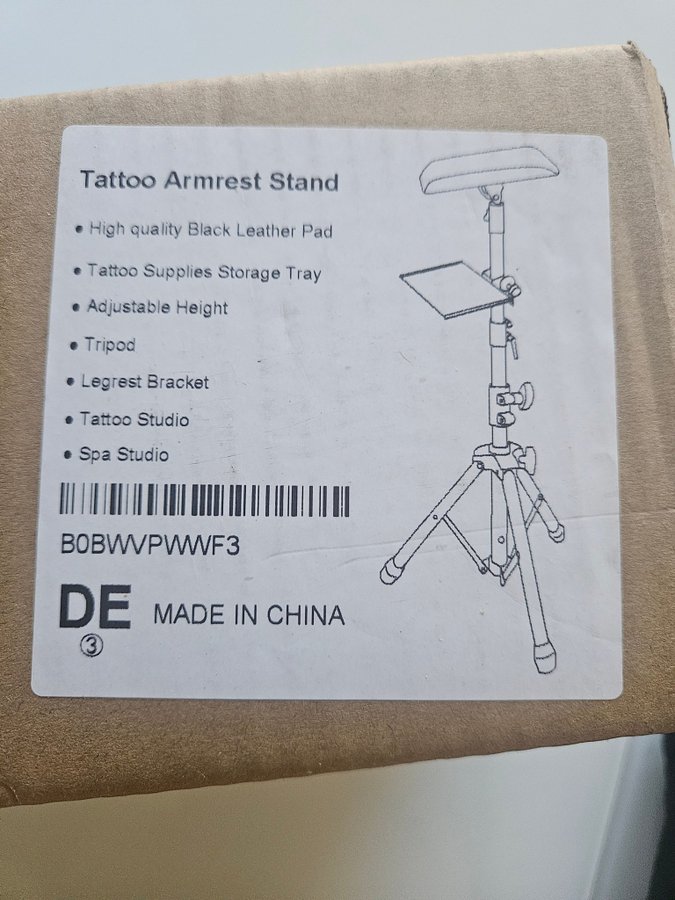 Tattoo Armrest Stand
• High quality Black Leather Pad
• Tattoo Supplies Storage Tray
• Adjustable Height
• Tripod
• Legrest Bracket
• Tattoo Studio
• Spa Studio
B0BWVPWWF3
DE MADE IN CHINA
③